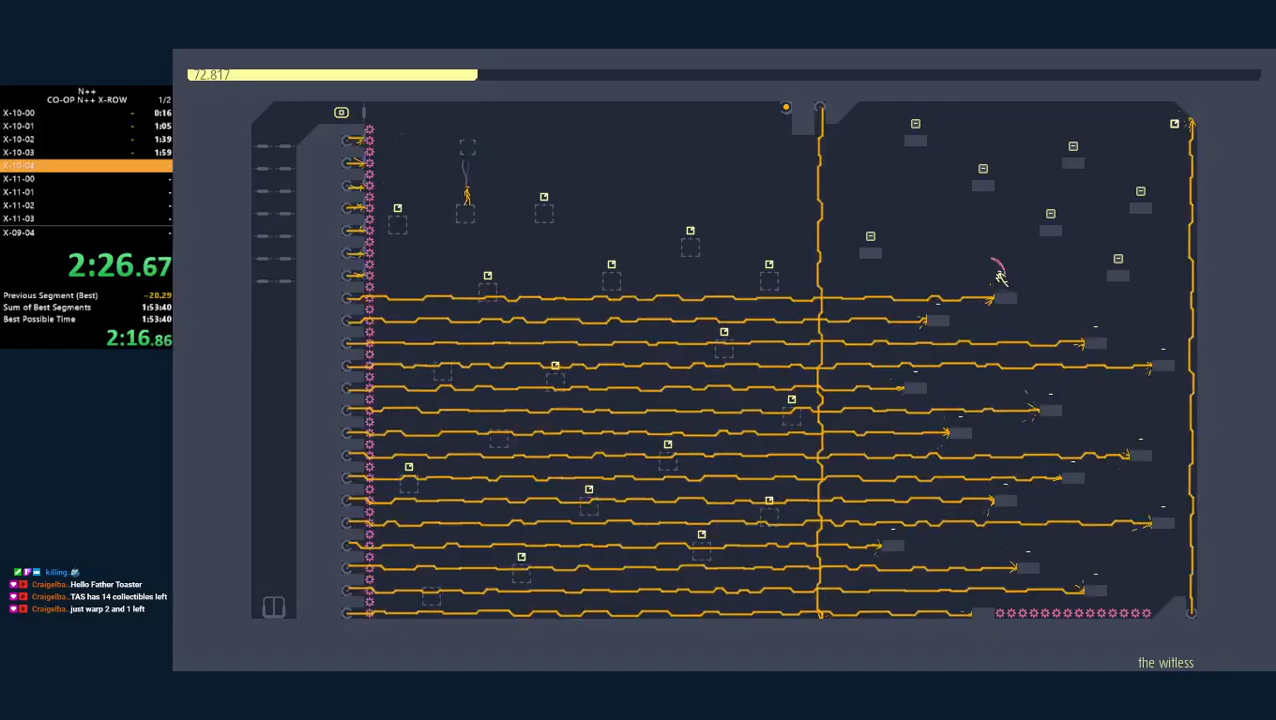 72.817
N++
CO-OP N++ X-ROW 1/2
X-10-00 - 0:16
X-10-01 - 1:05
X-10-02 - 1:39
X-10-03 - 1:59
X-10-04
X-11-00 -
X-11-01 -
X-11-02 -
X-11-03 -
X-09-04 -
2:26.67
Previous Segment (Best) -20.29
Sum of Best Segments 1:53:40
Best Possible Time 1:53:40
2:16.86
killing..
Craigelba..Hello Father Toaster
Craigelba..TAS has 14 collectibles left
Craigelba..just warp 2 and 1 left
the witless